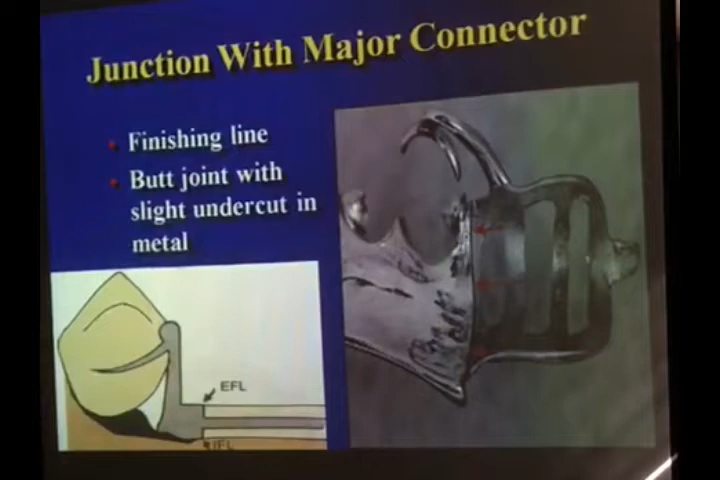 Junction With Major Connector
Finishing line
Butt joint with
slight undercut in
metal
EFL
IFL